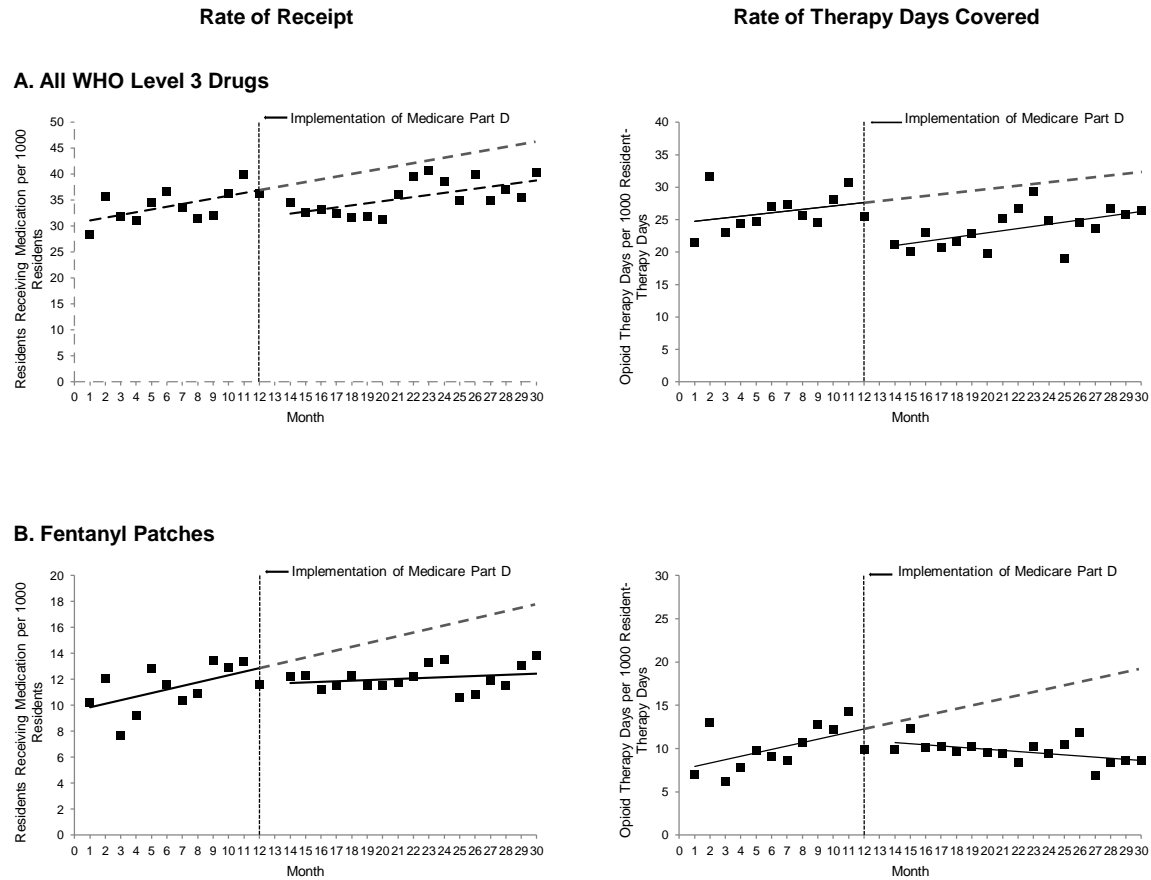 Rate of Receipt
Rate of Therapy Days Covered
A. All WHO Level 3 Drugs
Implementation of Medicare Part D
Residents Receiving Medication per 1000
Residents
50
45
40
35
30
25
20
15
10
5
0
0 1 2 3 4 5 6 7 8 9 10 11 12 13 14 15 16 17 18 19 20 21 22 23 24 25 26 27 28 29 30
Month
Implementation of Medicare Part D
Opioid Therapy Days per 1000 Resident-
Therapy Days
40
35
30
25
20
15
10
5
0
0 1 2 3 4 5 6 7 8 9 10 11 12 13 14 15 16 17 18 19 20 21 22 23 24 25 26 27 28 29 30
Month
B. Fentanyl Patches
Implementation of Medicare Part D
Residents Receiving Medication per 1000
Residents
20
18
16
14
12
10
8
6
4
2
0
0 1 2 3 4 5 6 7 8 9 10 11 12 13 14 15 16 17 18 19 20 21 22 23 24 25 26 27 28 29 30
Month
Implementation of Medicare Part D
Opioid Therapy Days per 1000 Resident-
Therapy Days
30
25
20
15
10
5
0
0 1 2 3 4 5 6 7 8 9 10 11 12 13 14 15 16 17 18 19 20 21 22 23 24 25 26 27 28 29 30
Month